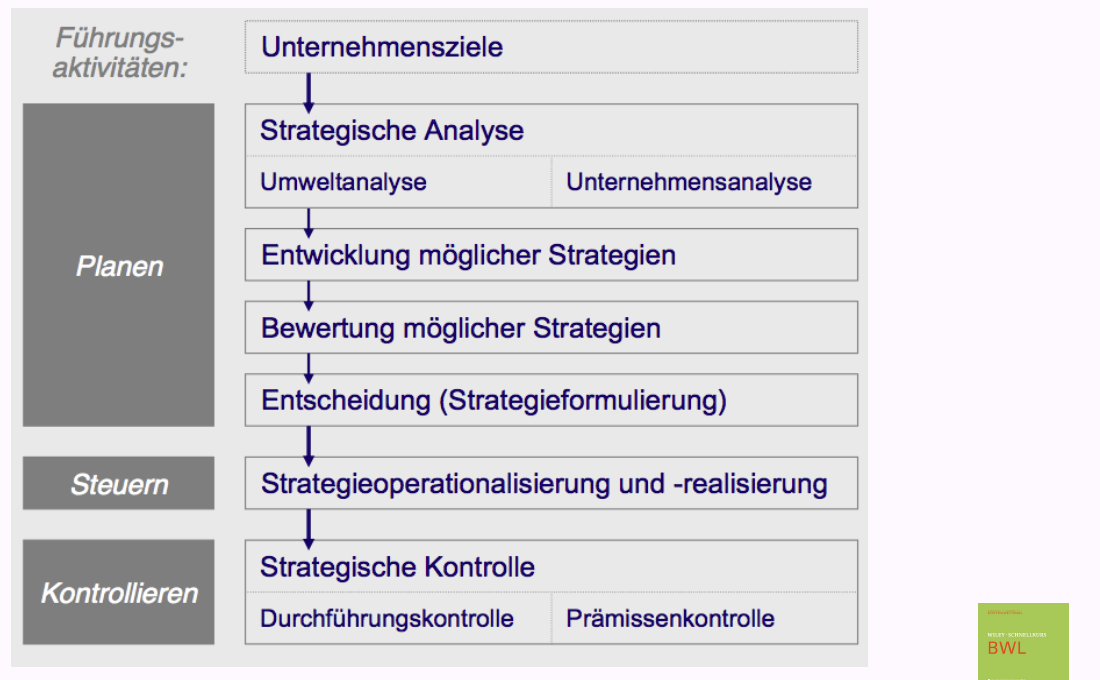 Führungs-
aktivitäten:
Unternehmensziele
Planen
Strategische Analyse
Umweltanalyse
Unternehmensanalyse
Entwicklung möglicher Strategien
Bewertung möglicher Strategien
Entscheidung (Strategieformulierung)
Steuern
Strategieoperationalisierung und -realisierung
Kontrollieren
Strategische Kontrolle
Durchführungskontrolle
Prämissenkontrolle
WILEY-SCHNELLKURS
BWL